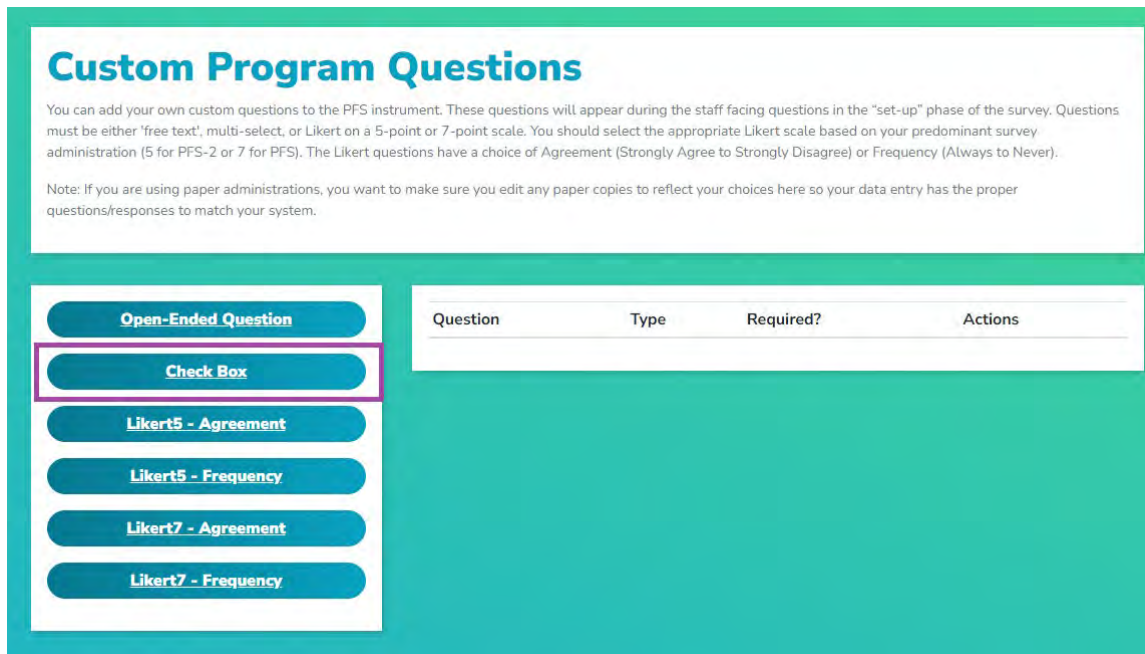 Custom Program Questions
You can add your own custom questions to the PFS instrument. These questions will appear during the staff facing questions in the "set-up" phase of the survey. Questions
must be either 'free text', multi-select, or Likert on a 5-point or 7-point scale. You should select the appropriate Likert scale based on your predominant survey
administration (5 for PFS-2 or 7 for PFS). The Likert questions have a choice of Agreement (Strongly Agree to Strongly Disagree) or Frequency (Always to Never).
Note: If you are using paper administrations, you want to make sure you edit any paper copies to reflect your choices here so your data entry has the proper
questions/responses to match your system.
Open-Ended Question
Check Box
Likert5 - Agreement
Likert5 - Frequency
Likert7 - Agreement
Likert7 - Frequency
Question Type Required? Actions